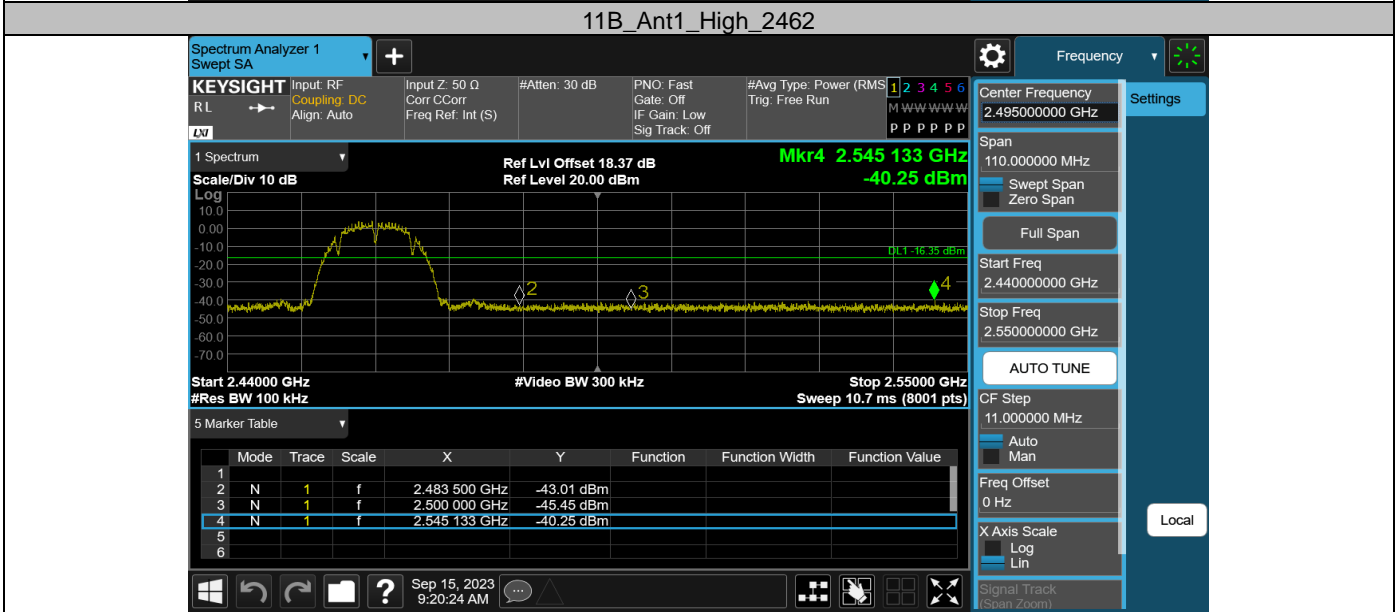 11B_Ant1_High_2462
Spectrum Analyzer 1
Swept SA
Frequency
KEYSIGHT
R L
LXI
Input: RF
Coupling: DC
Align: Auto
Input Z: 50 Ω
Corr CCorr
Freq Ref: Int (S)
#Atten: 30 dB
PNO: Fast
Gate: Off
IF Gain: Low
Sig Track: Off
#Avg Type: Power (RMS
Trig: Free Run
1 2 3 4 5 6
M W W W W W
P P P P P P
Center Frequency
2.495000000 GHz
Settings
Span
110.000000 MHz
Swept Span
Zero Span
Full Span
Start Freq
2.440000000 GHz
Stop Freq
2.550000000 GHz
AUTO TUNE
CF Step
11.000000 MHz
Auto
Man
Freq Offset
0 Hz
X Axis Scale
Log
Lin
Signal Track
(Span Zoom)
Local
1 Spectrum
Scale/Div 10 dB
Ref Lvl Offset 18.37 dB
Ref Level 20.00 dBm
Mkr4 2.545 133 GHz
-40.25 dBm
Log
10.0
0.00
-10.0
-20.0
-30.0
-40.0
-50.0
-60.0
-70.0
DL1 -16.35 dBm
2
3
4
Start 2.44000 GHz
#Video BW 300 kHz
Stop 2.55000 GHz
#Res BW 100 kHz
Sweep 10.7 ms (8001 pts)
5 Marker Table
Mode Trace Scale X Y Function Function Width Function Value
1
2 N 1 f 2.483 500 GHz -43.01 dBm
3 N 1 f 2.500 000 GHz -45.45 dBm
4 N 1 f 2.545 133 GHz -40.25 dBm
5
6
?
Sep 15, 2023
9:20:24 AM